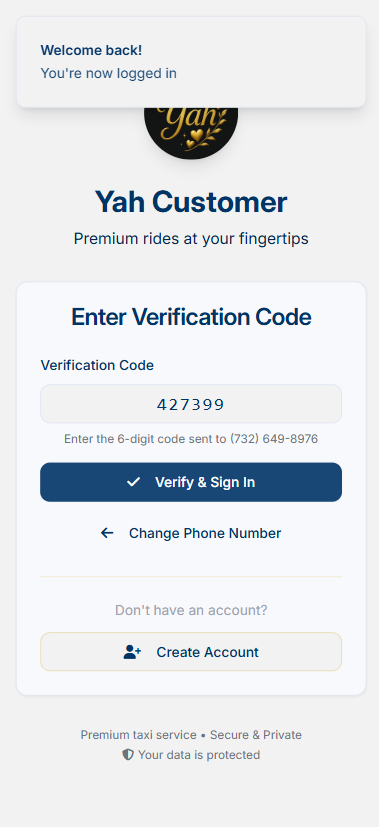 Welcome back!
You're now logged in
Yah
Yah Customer
Premium rides at your fingertips
Enter Verification Code
Verification Code
427399
Enter the 6-digit code sent to (732) 649-8976
Verify & Sign In
Change Phone Number
Don't have an account?
Create Account
Premium taxi service • Secure & Private
Your data is protected